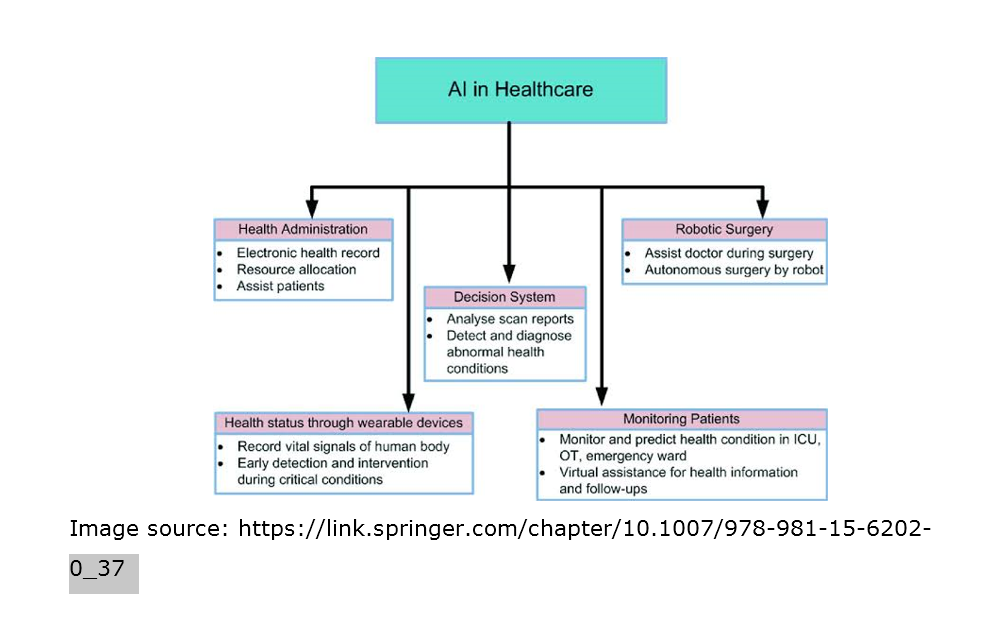 AI in Healthcare
Health Administration
• Electronic health record
• Resource allocation
• Assist patients
Decision System
• Analyse scan reports
• Detect and diagnose
abnormal health
conditions
Robotic Surgery
• Assist doctor during surgery
• Autonomous surgery by robot
Health status through wearable devices
• Record vital signals of human body
• Early detection and intervention
during critical conditions
Monitoring Patients
• Monitor and predict health condition in ICU,
OT, emergency ward
• Virtual assistance for health information
and follow-ups
Image source: https://link.springer.com/chapter/10.1007/978-981-15-6202-
0_37